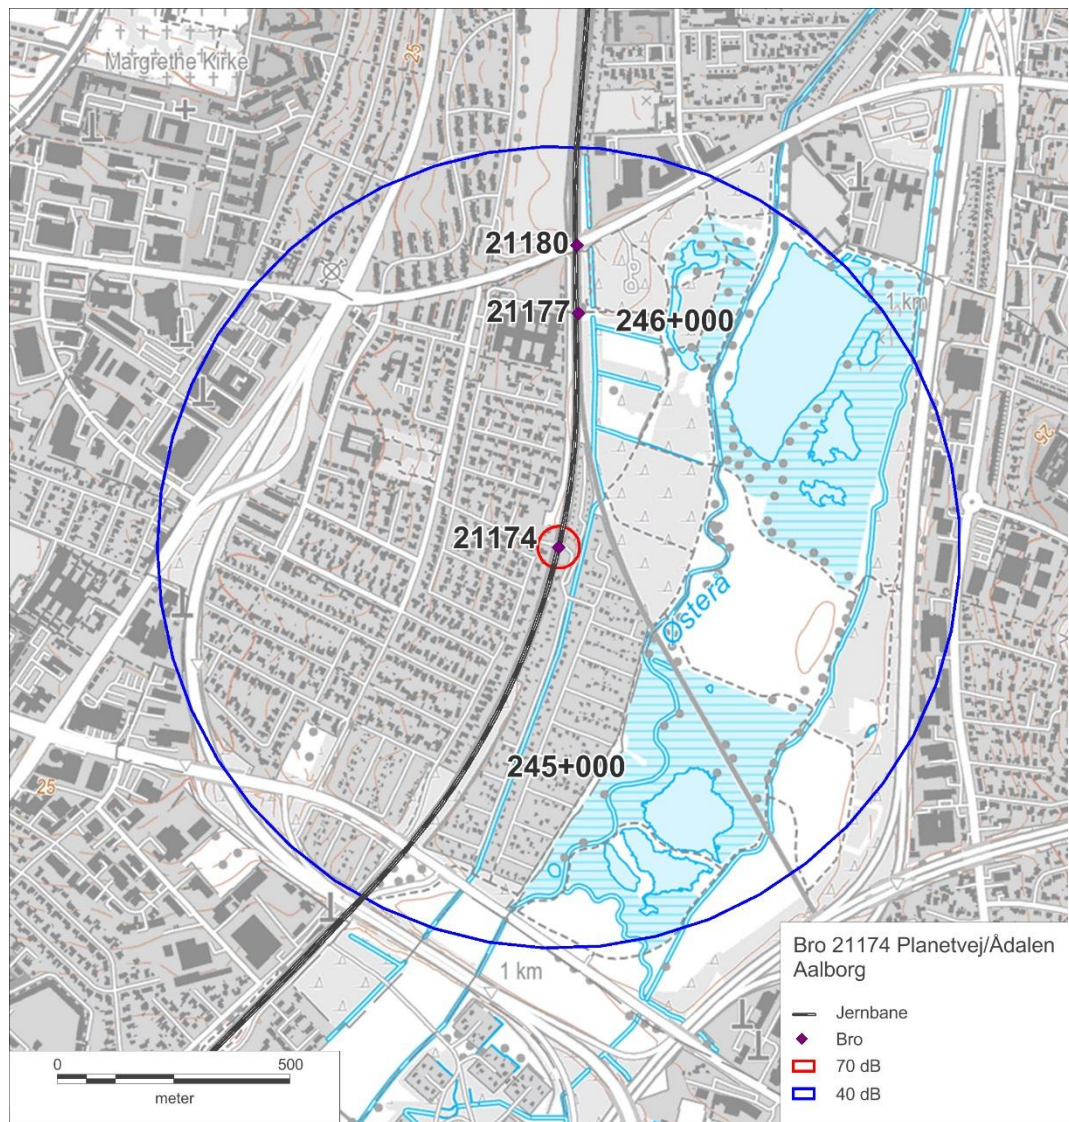 Margrethe Kirke
25
21180
21177
246+000
1 km
25
21174
Østerå
245+000
25
1 km
Bro 21174 Planetvej/Ådalen
Aalborg
Jernbane
Bro
70 dB
40 dB
0 500
meter